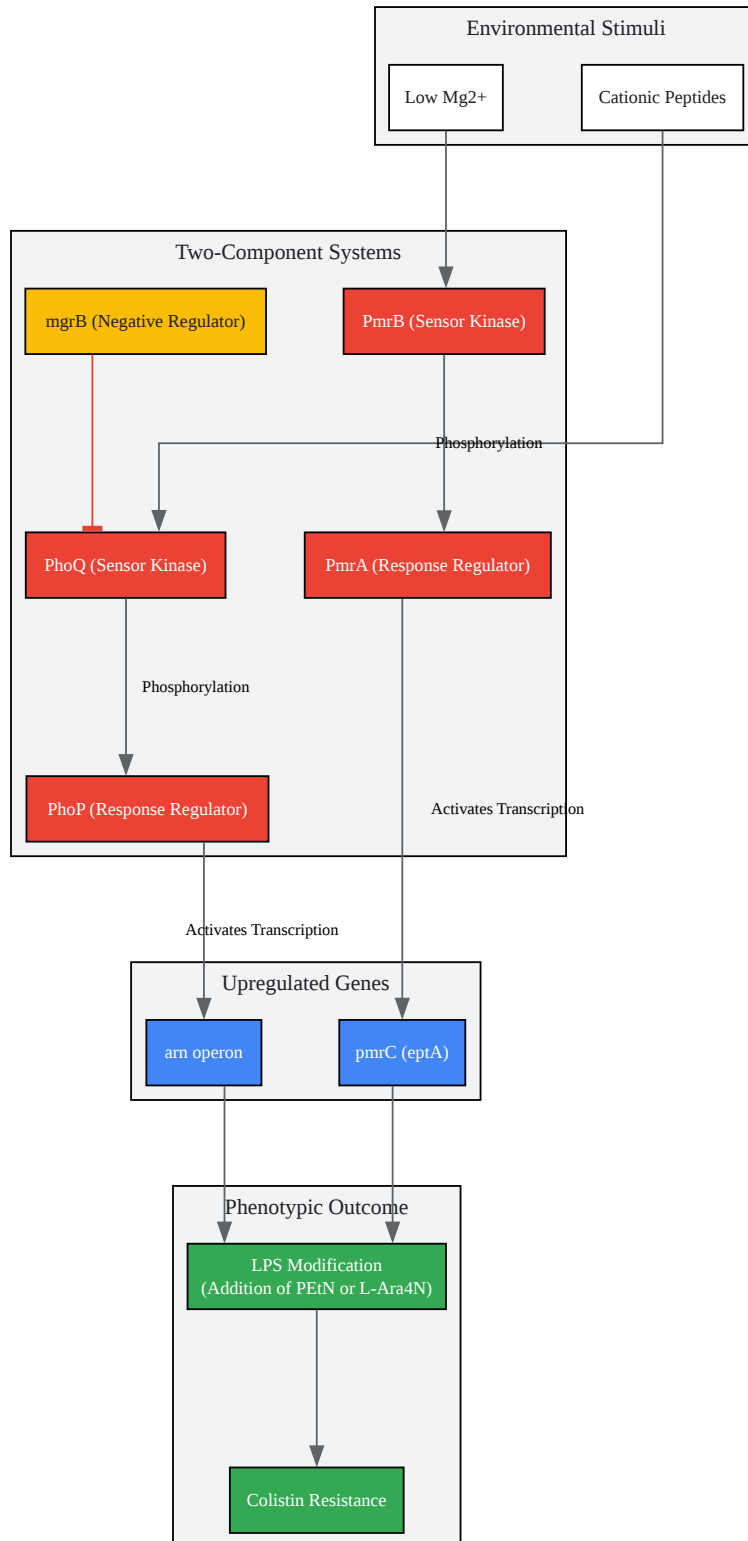 Environmental Stimuli
Low Mg2+
Cationic Peptides
Two-Component Systems
mgrB (Negative Regulator)
PmrB (Sensor Kinase)
Phosphorylation
PhoQ (Sensor Kinase)
PmrA (Response Regulator)
Phosphorylation
PhoP (Response Regulator)
Activates Transcription
Activates Transcription
Upregulated Genes
arn operon
pmrC (eptA)
Phenotypic Outcome
LPS Modification
(Addition of PEtN or L-Ara4N)
Colistin Resistance